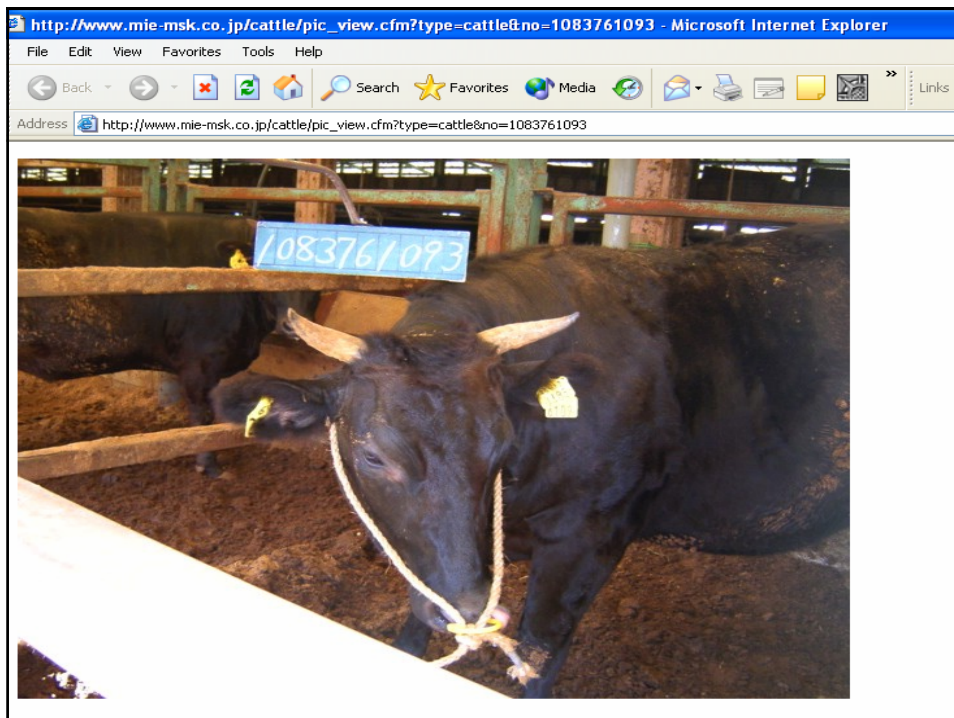 http://www.mie-msk.co.jp/cattle/pic_view.cfm?type=cattle&no=1083761093 - Microsoft Internet Explorer
File Edit View Favorites Tools Help
Back Search Favorites Media » Links
Address http://www.mie-msk.co.jp/cattle/pic_view.cfm?type=cattle&no=1083761093
1083761093